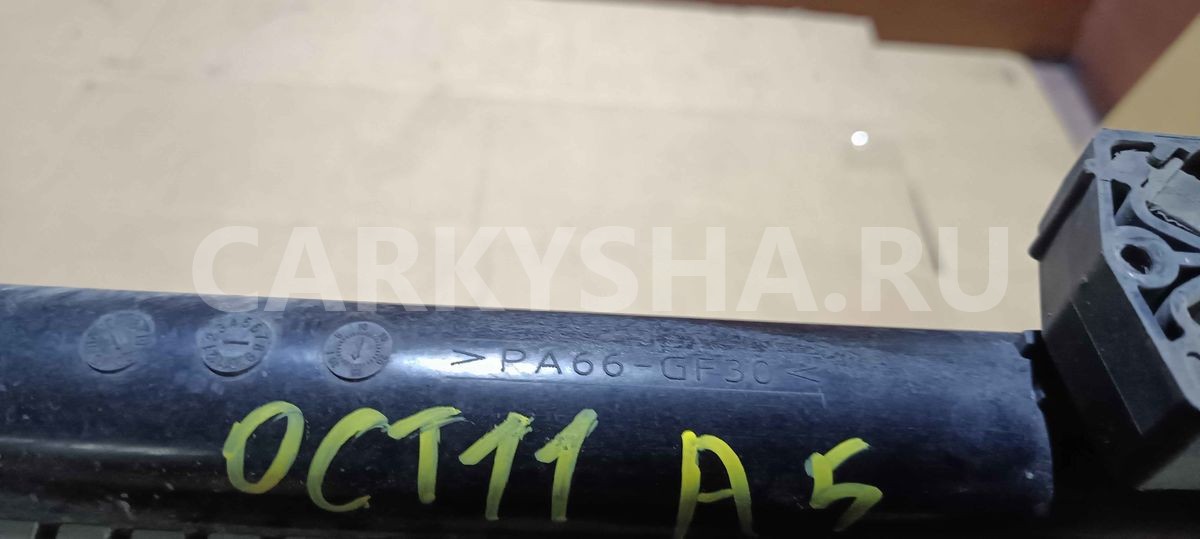 CARKYSHA.RU
>PA66-GF30<
OCT11 A5